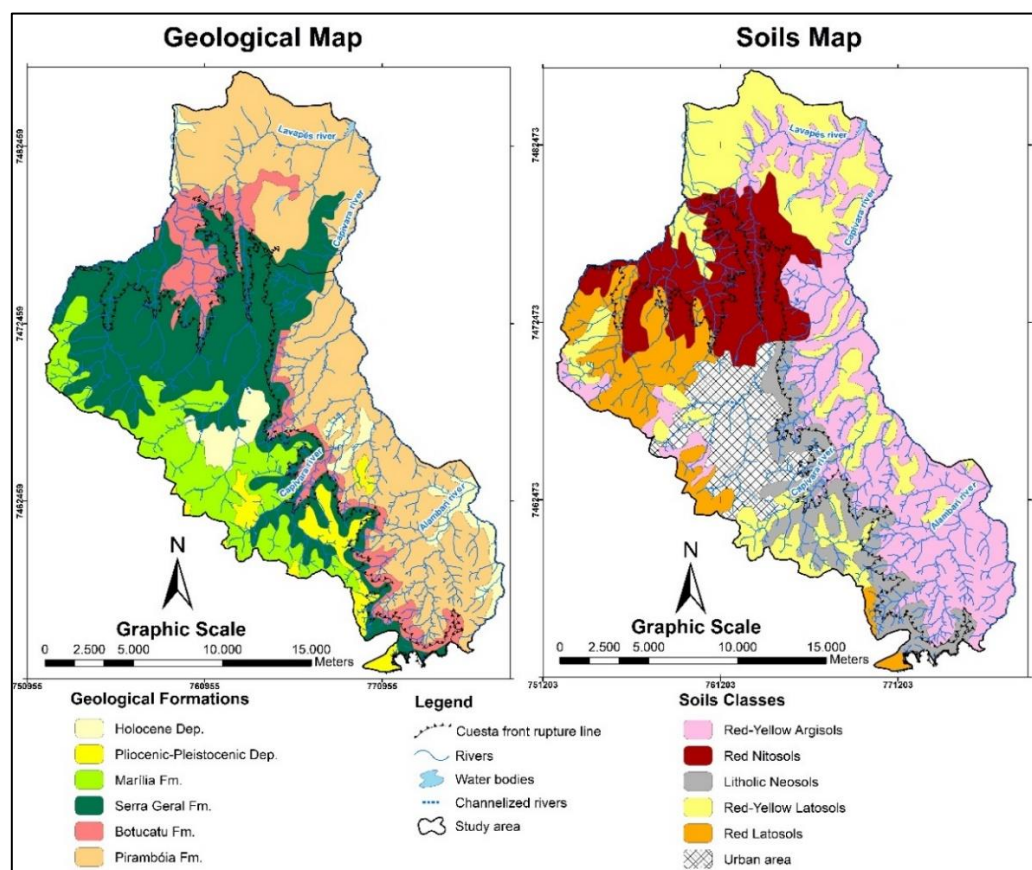 Geological Map
Soils Map
Lavapés river
Capivara river
Capivara river
Alambari river
7482459
7472459
7462459
N
Graphic Scale
0 2.500 5.000 10.000 15.000
Meters
750955 760955 770955
Lavapés river
Capivara river
Capivara river
Alambari river
7482473
7472473
7462473
N
Graphic Scale
0 2.500 5.000 10.000 15.000
Meters
751203 761203 771203
Geological Formations
Holocene Dep.
Pliocenic-Pleistocenic Dep.
Marília Fm.
Serra Geral Fm.
Botucatu Fm.
Pirambóia Fm.
Legend
Cuesta front rupture line
Rivers
Water bodies
Channelized rivers
Study area
Soils Classes
Red-Yellow Argisols
Red Nitosols
Litholic Neosols
Red-Yellow Latosols
Red Latosols
Urban area